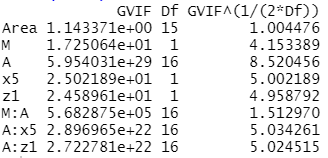 GVIF Df GVIF^(1/(2*Df))
Area 1.143371e+00 15 1.004476
M 1.725064e+01 1 4.153389
A 5.954031e+29 16 8.520456
x5 2.502189e+01 1 5.002189
z1 2.458961e+01 1 4.958792
M:A 5.682875e+05 16 1.512970
A:x5 2.896965e+22 16 5.034261
A:z1 2.722781e+22 16 5.024515